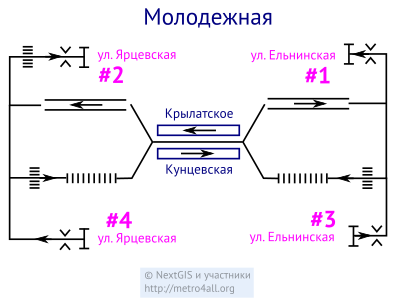 Молодежная
ул. Ярцевская
#2
ул. Ельнинская
#1
Крылатское
Кунцевская
#4
ул. Ярцевская
#3
ул. Ельнинская
© NextGIS и участники
http://metro4all.org